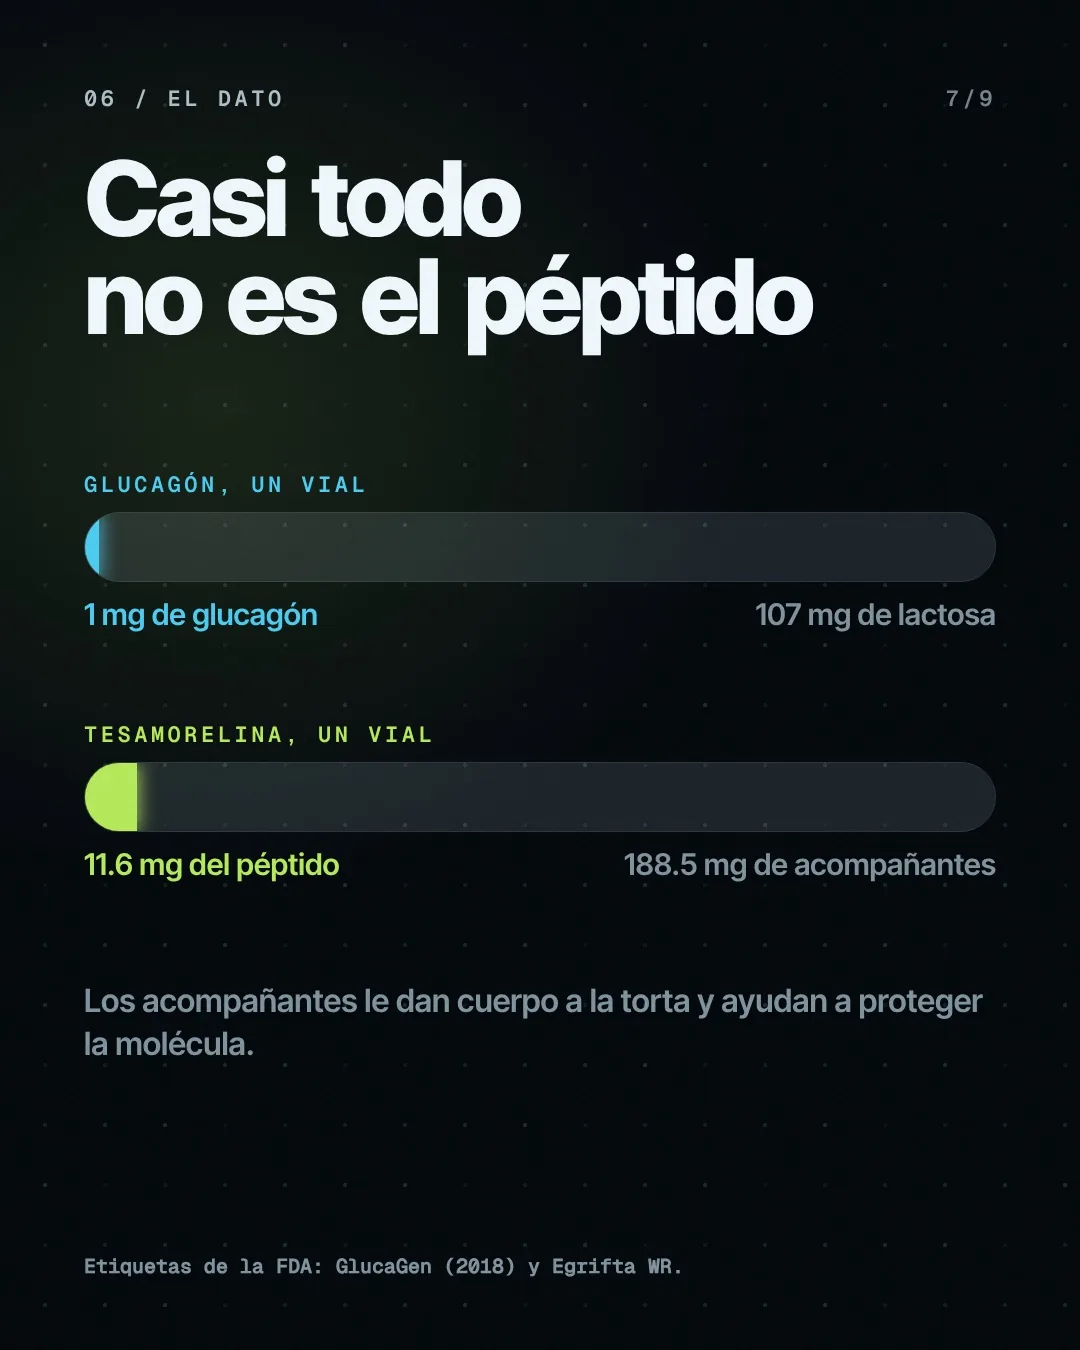 06 / EL DATO
7/9
Casi todo
no es el péptido
GLUCAGÓN, UN VIAL
1 mg de glucagón
107 mg de lactosa
TESAMORELINA, UN VIAL
11.6 mg del péptido
188.5 mg de acompañantes
Los acompañantes le dan cuerpo a la torta y ayudan a proteger
la molécula.
Etiquetas de la FDA: GlucaGen (2018) y Egrifta WR.